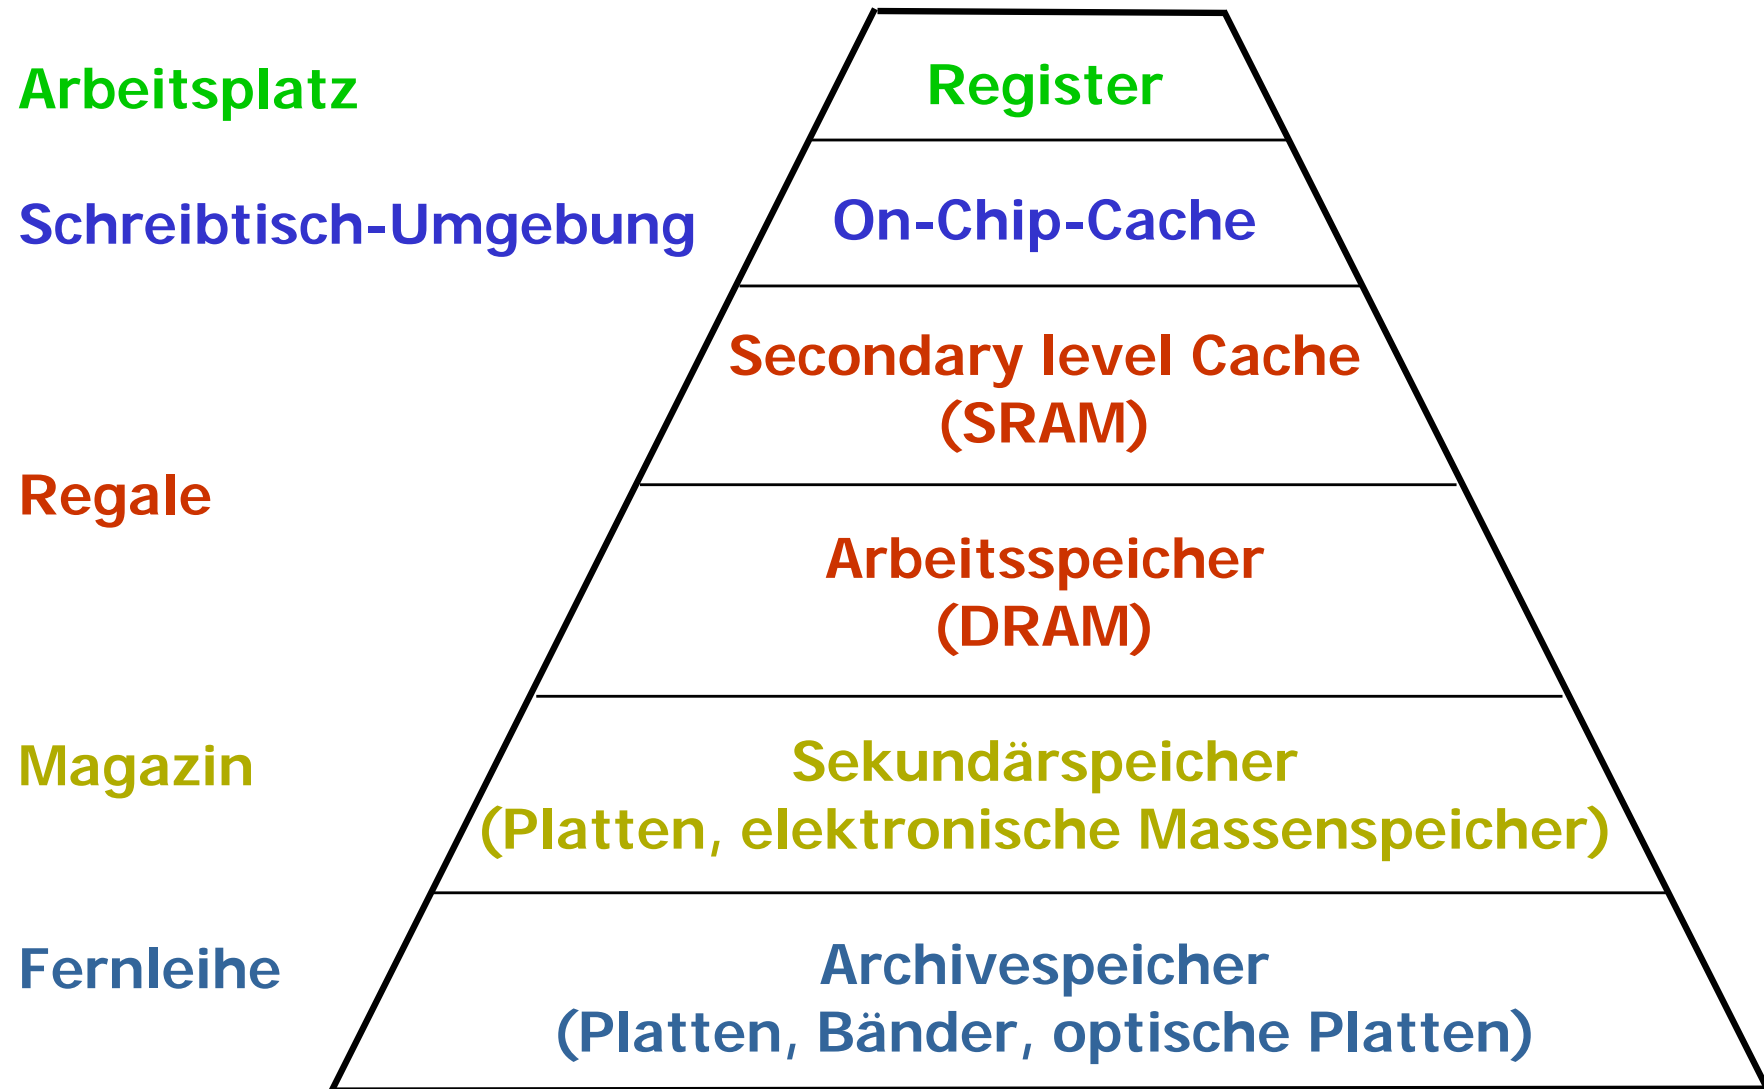 Arbeitsplatz
Register
Schreibtisch-Umgebung
On-Chip-Cache
Secondary level Cache
(SRAM)
Regale
Arbeitsspeicher
(DRAM)
Magazin
Sekundärspeicher
(Platten, elektronische Massenspeicher)
Fernleihe
Archivespeicher
(Platten, Bänder, optische Platten)